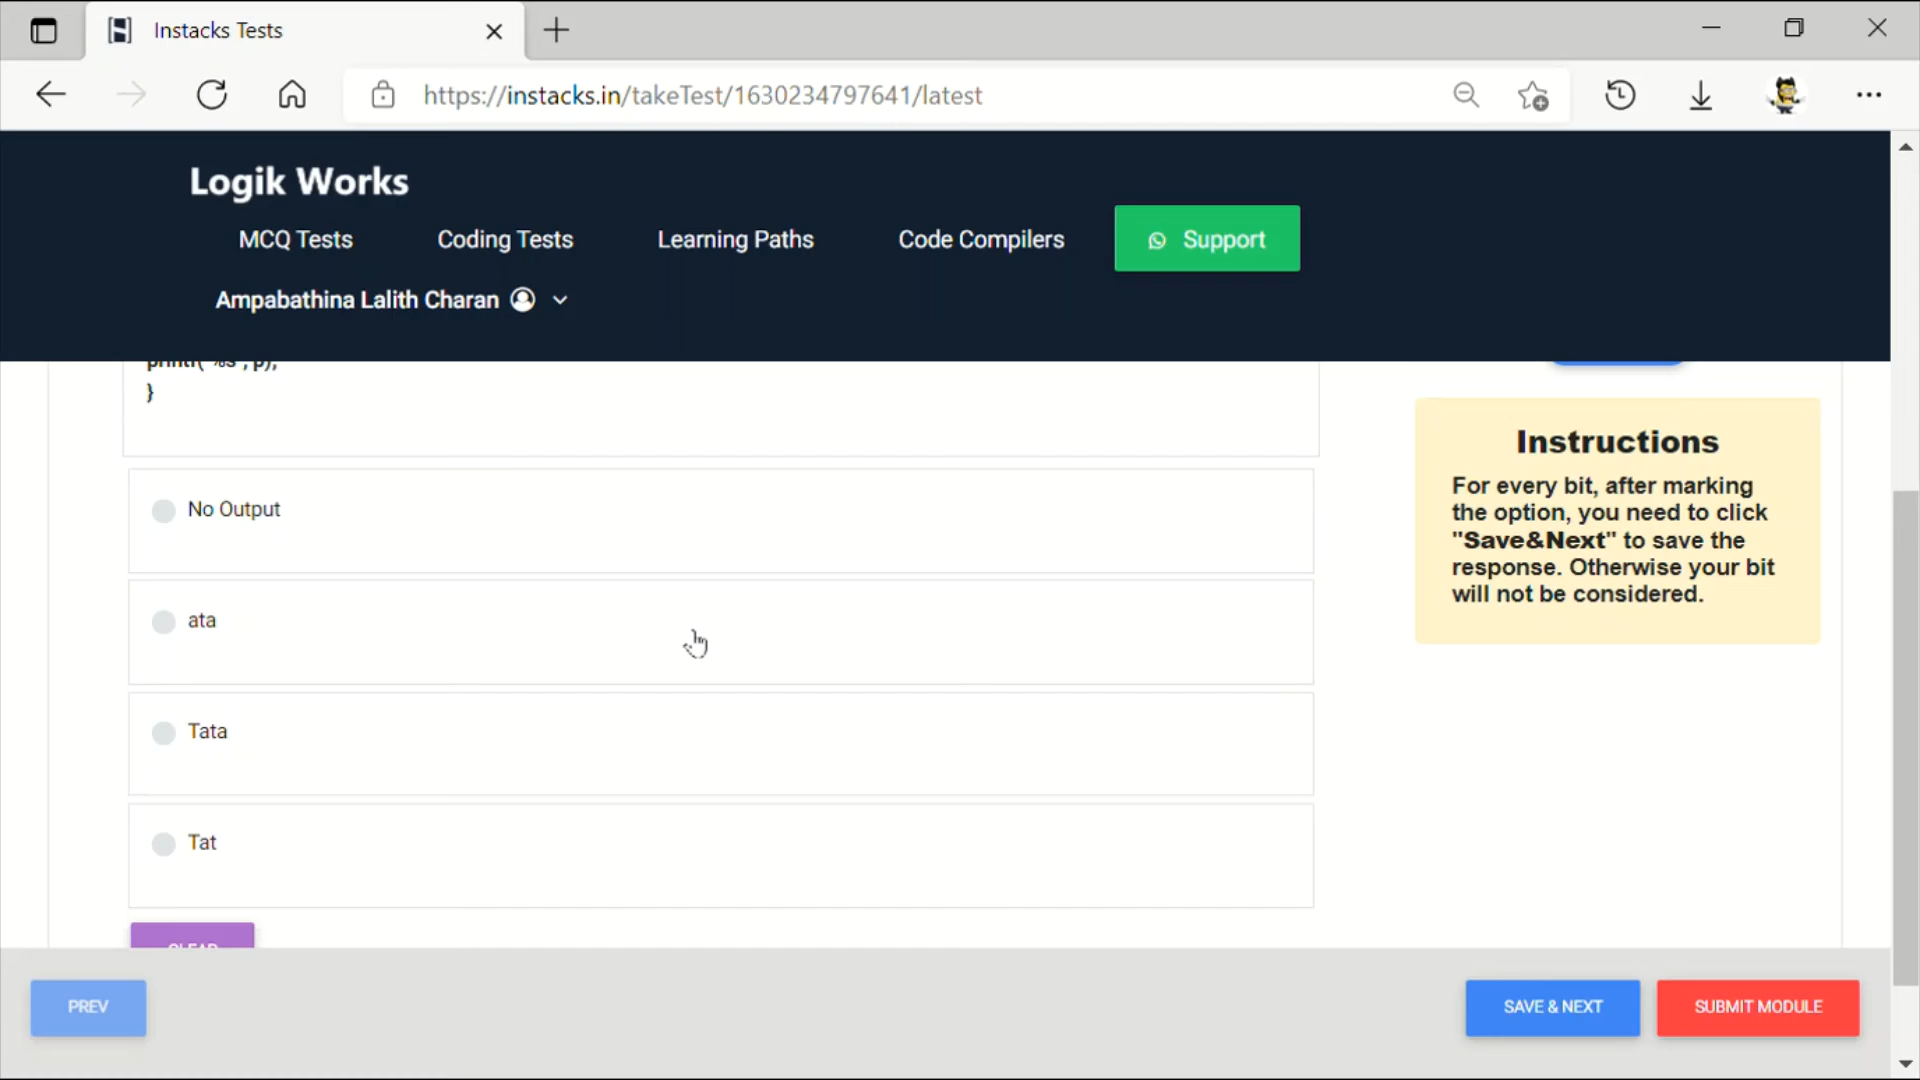 Instacks Tests
https://instacks.in/takeTest/1630234797641/latest
Logik Works
MCQ Tests Coding Tests Learning Paths Code Compilers Support
Ampabathina Lalith Charan
printf("%s", p);
}
No Output
ata
Tata
Tat
CLEAR
Instructions
For every bit, after marking
the option, you need to click
"Save&Next" to save the
response. Otherwise your bit
will not be considered.
PREV
SAVE & NEXT
SUBMIT MODULE